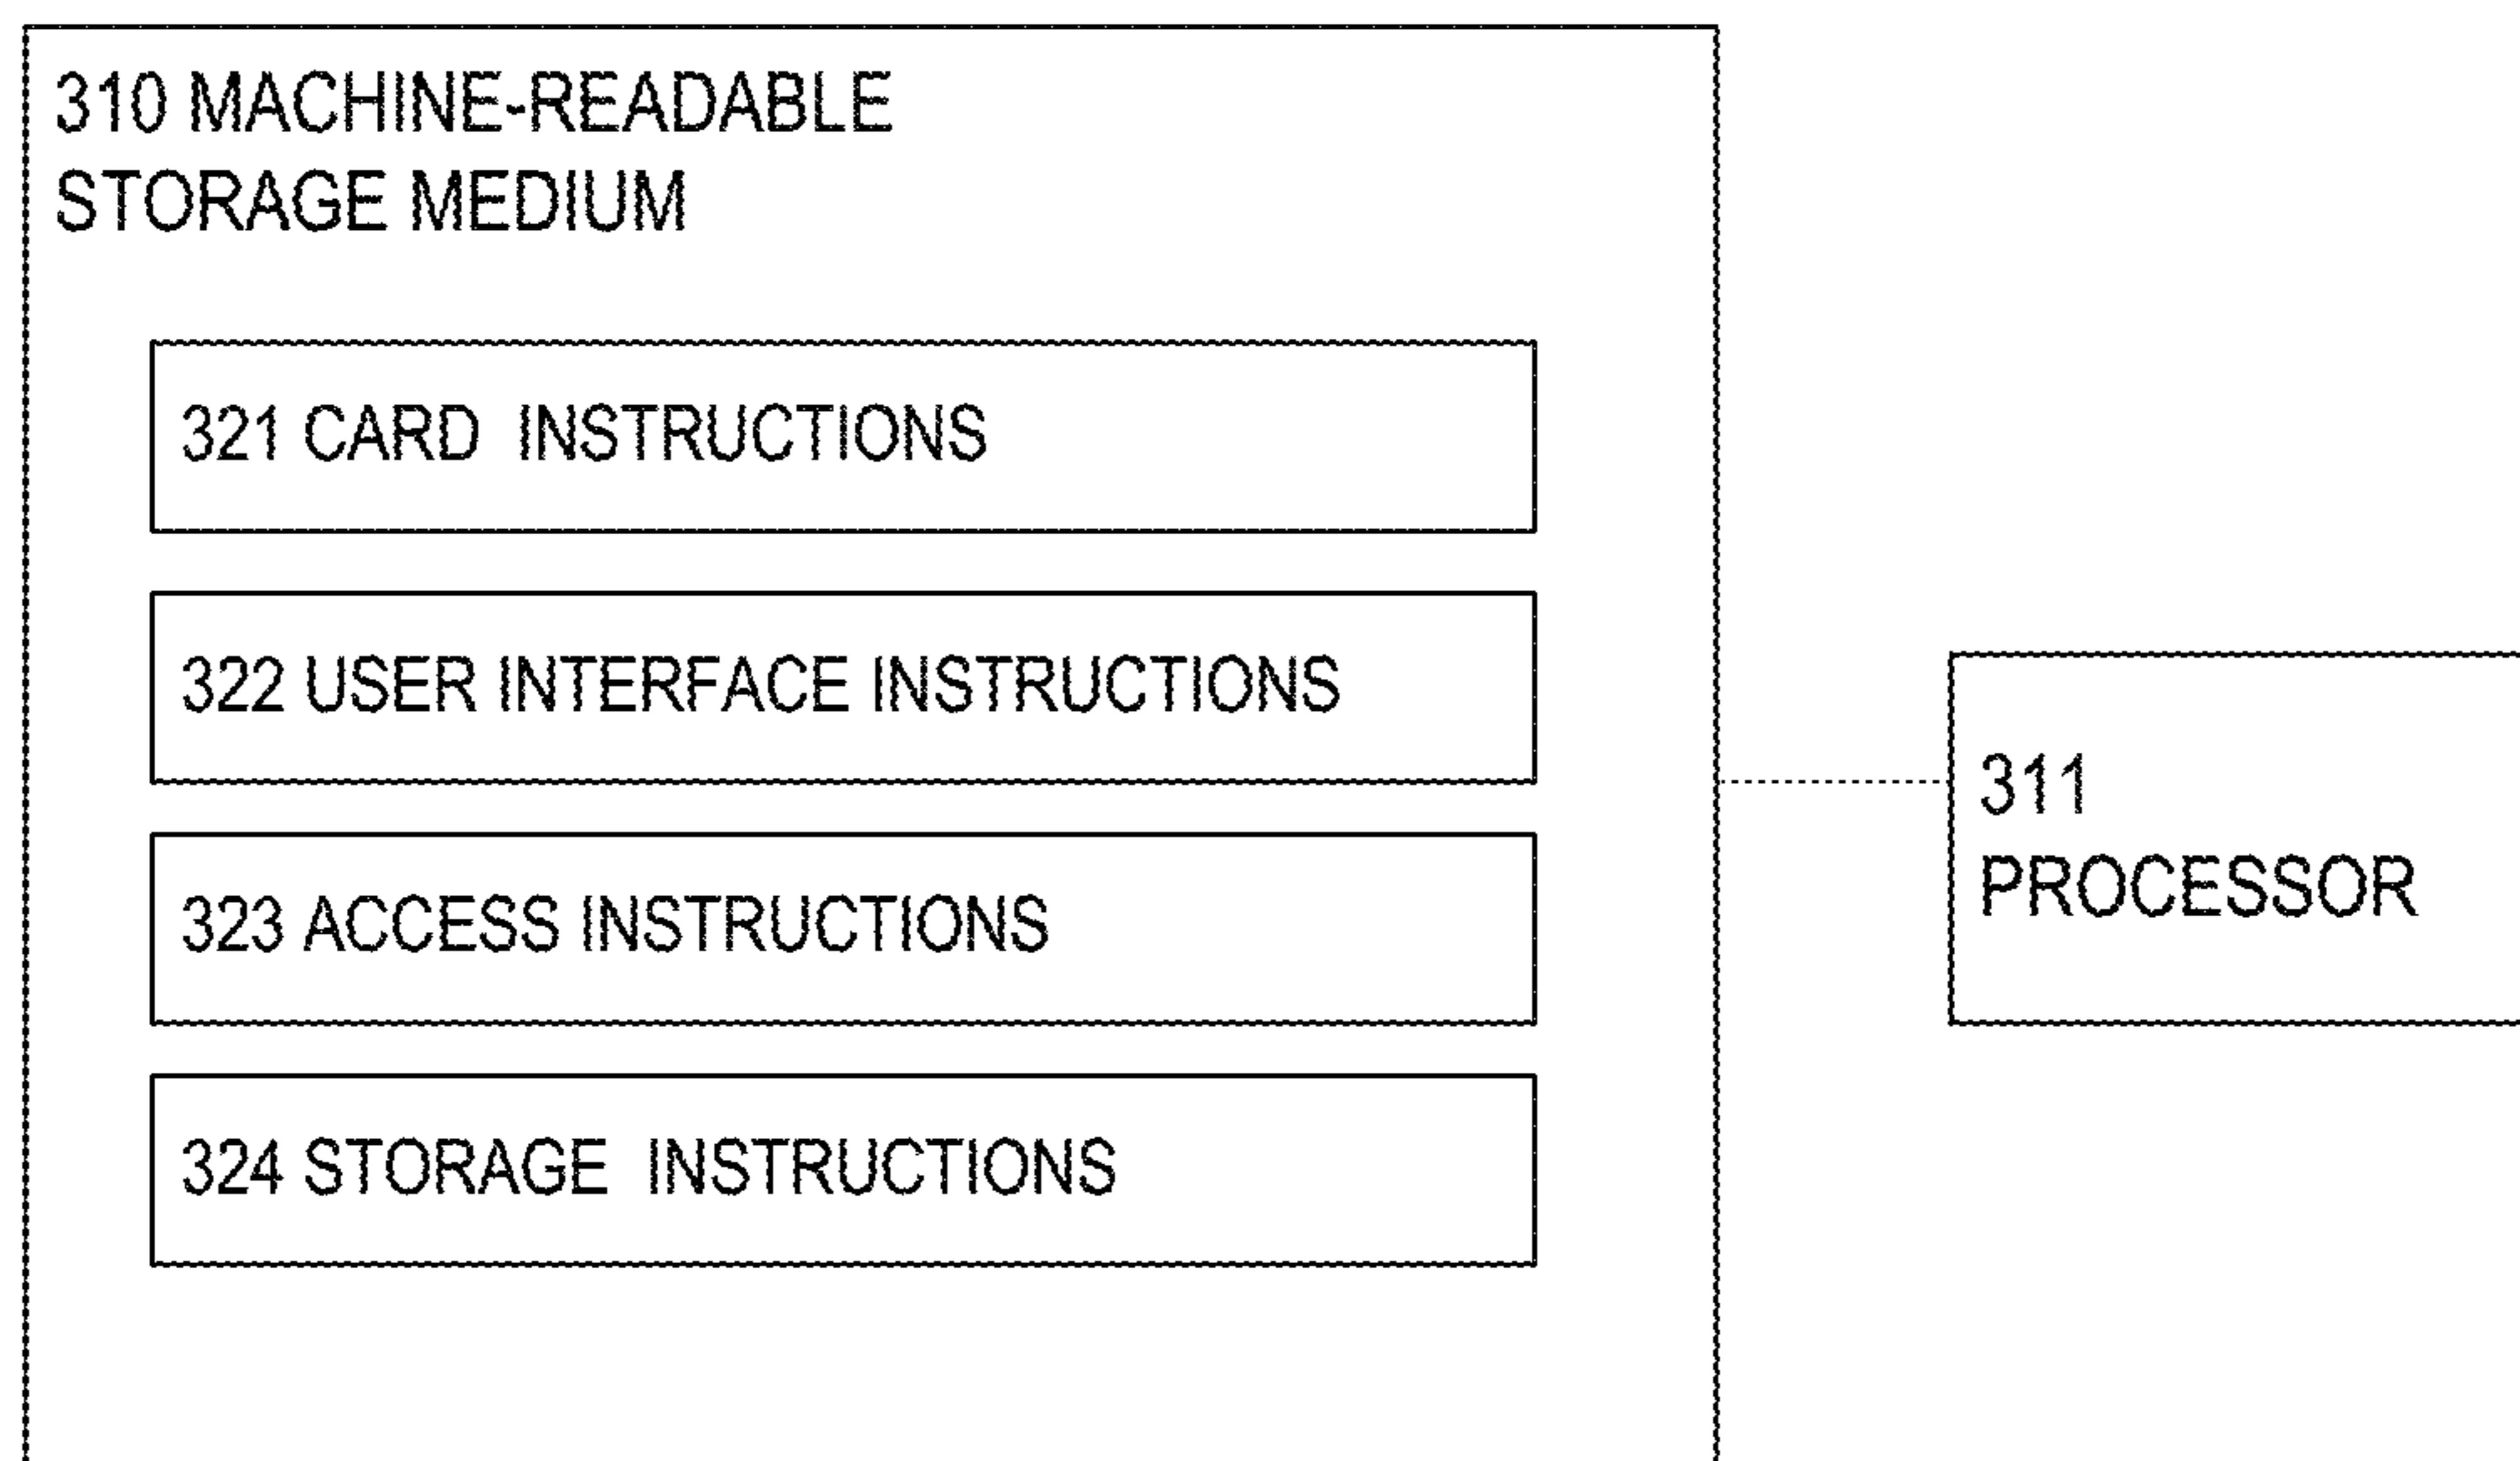 310 MACHINE-READABLE
STORAGE MEDIUM
321 CARD INSTRUCTIONS
322 USER INTERFACE INSTRUCTIONS
323 ACCESS INSTRUCTIONS
324 STORAGE INSTRUCTIONS
311
PROCESSOR